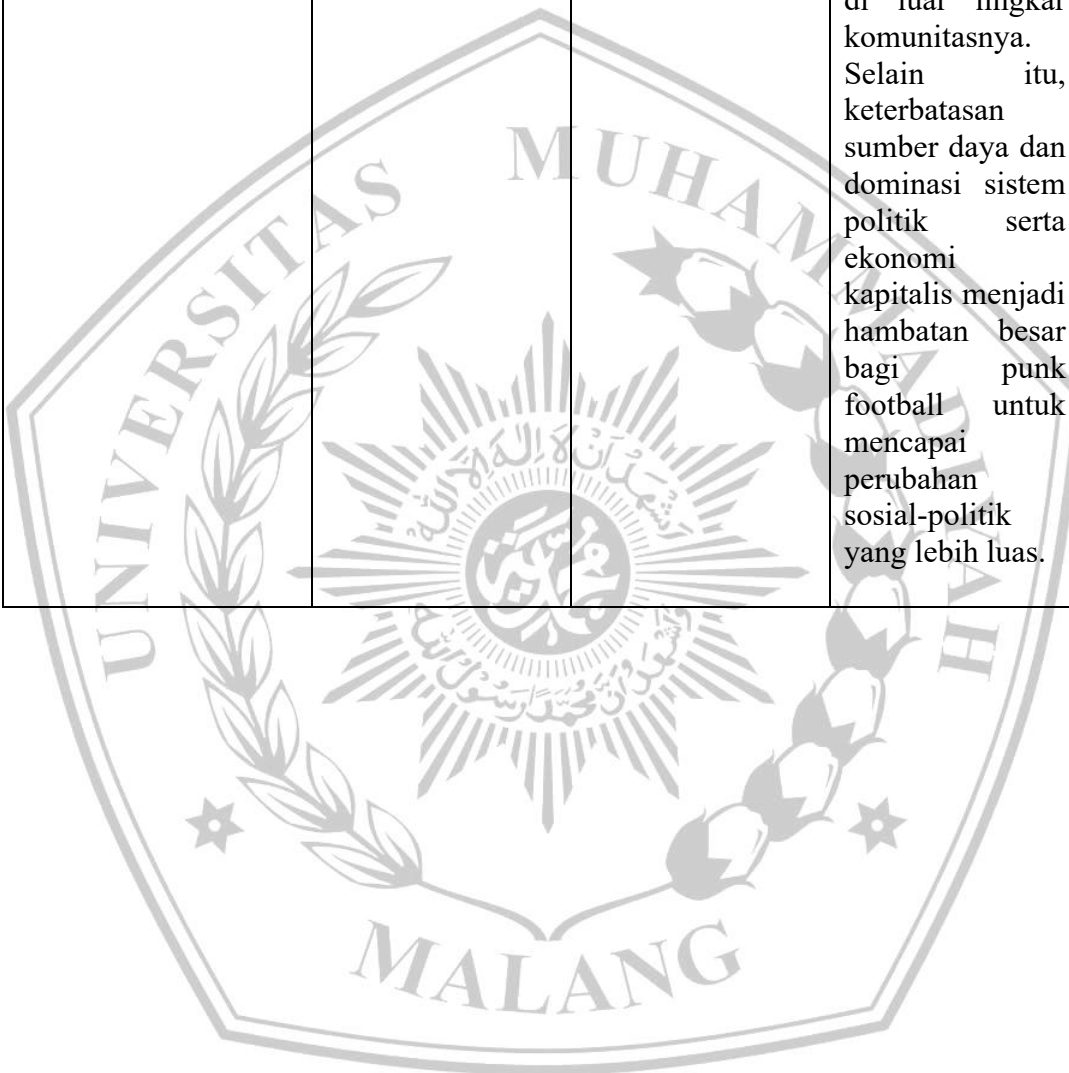 di luar lingkar
komunitasnya.
Selain itu,
keterbatasan
sumber daya dan
dominasi sistem
politik serta
ekonomi
kapitalis menjadi
hambatan besar
bagi punk
football untuk
mencapai
perubahan
sosial-politik
yang lebih luas.
UNIVERSITAS MUHAMMADIYAH
MALANG